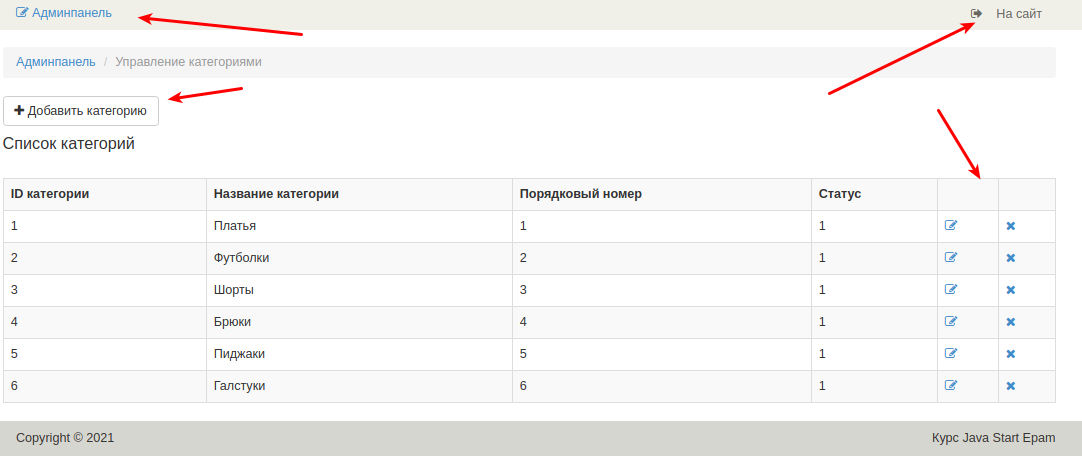 Админпанель На сайт
Админпанель / Управление категориями
Добавить категорию
Список категорий
ID категории Название категории Порядковый номер Статус
1 Платья 1 1
2 Футболки 2 1
3 Шорты 3 1
4 Брюки 4 1
5 Пиджаки 5 1
6 Галстуки 6 1
Copyright © 2021 Курс Java Start Epam